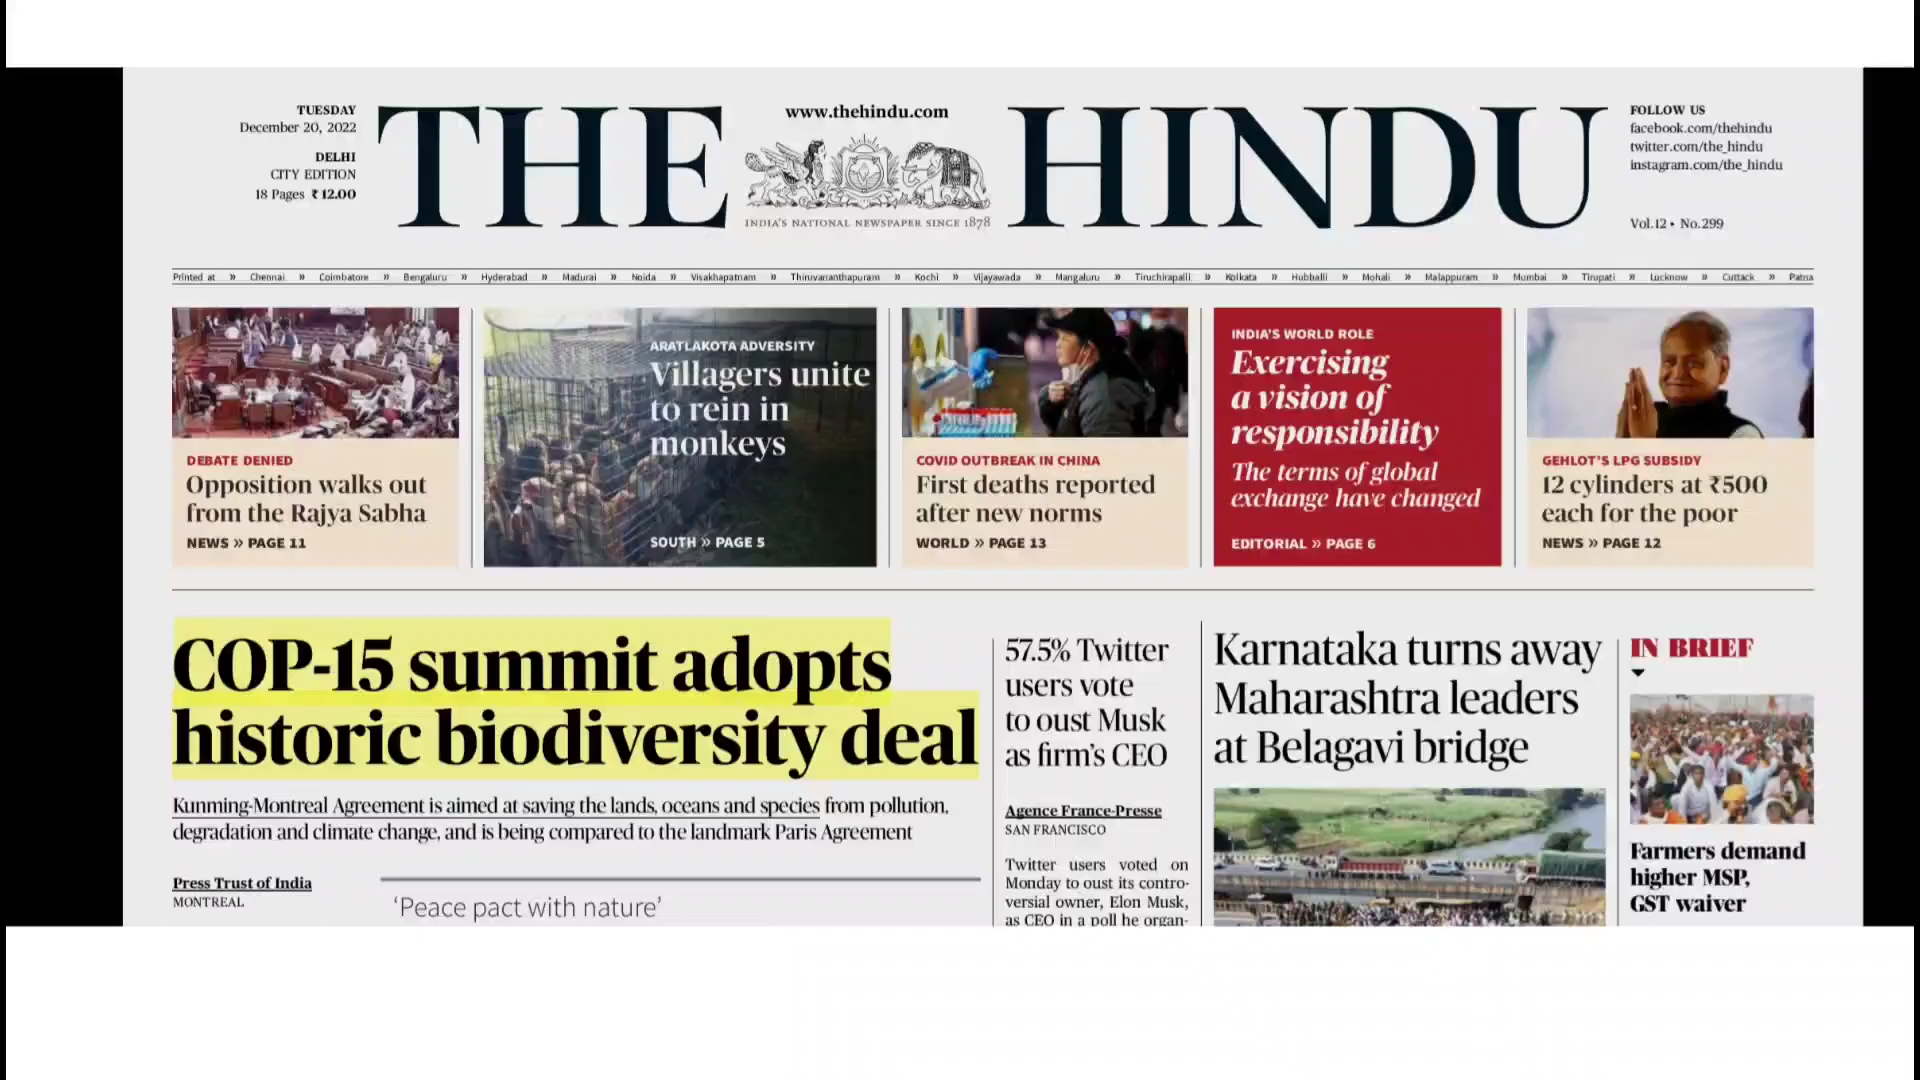 TUESDAY
December 20, 2022
DELHI
CITY EDITION
18 Pages ₹ 12.00
THE HINDU
www.thehindu.com
INDIA'S NATIONAL NEWSPAPER SINCE 1878
FOLLOW US
facebook.com/thehindu
twitter.com/the_hindu
instagram.com/the_hindu
Vol.12 • No.299
Printed at » Chennai » Coimbatore » Bengaluru » Hyderabad » Madurai » Noida » Visakhapatnam » Thiruvananthapuram » Kochi » Vijayawada » Mangaluru » Tiruchirapalli » Kolkata » Hubballi » Mohali » Malappuram » Mumbai » Tirupati » Lucknow » Cuttack » Patna
DEBATE DENIED
Opposition walks out
from the Rajya Sabha
NEWS » PAGE 11
ARATLAKOTA ADVERSITY
Villagers unite
to rein in
monkeys
SOUTH » PAGE 5
COVID OUTBREAK IN CHINA
First deaths reported
after new norms
WORLD » PAGE 13
INDIA'S WORLD ROLE
Exercising
a vision of
responsibility
The terms of global
exchange have changed
EDITORIAL » PAGE 6
GEHLOT'S LPG SUBSIDY
12 cylinders at ₹500
each for the poor
NEWS » PAGE 12
COP-15 summit adopts
historic biodiversity deal
Kunming-Montreal Agreement is aimed at saving the lands, oceans and species from pollution,
degradation and climate change, and is being compared to the landmark Paris Agreement
Press Trust of India
MONTREAL
'Peace pact with nature'
57.5% Twitter
users vote
to oust Musk
as firm's CEO
Agence France-Presse
SAN FRANCISCO
Twitter users voted on
Monday to oust its contro-
versial owner, Elon Musk,
as CEO in a poll he organ-
Karnataka turns away
Maharashtra leaders
at Belagavi bridge
IN BRIEF
Farmers demand
higher MSP,
GST waiver